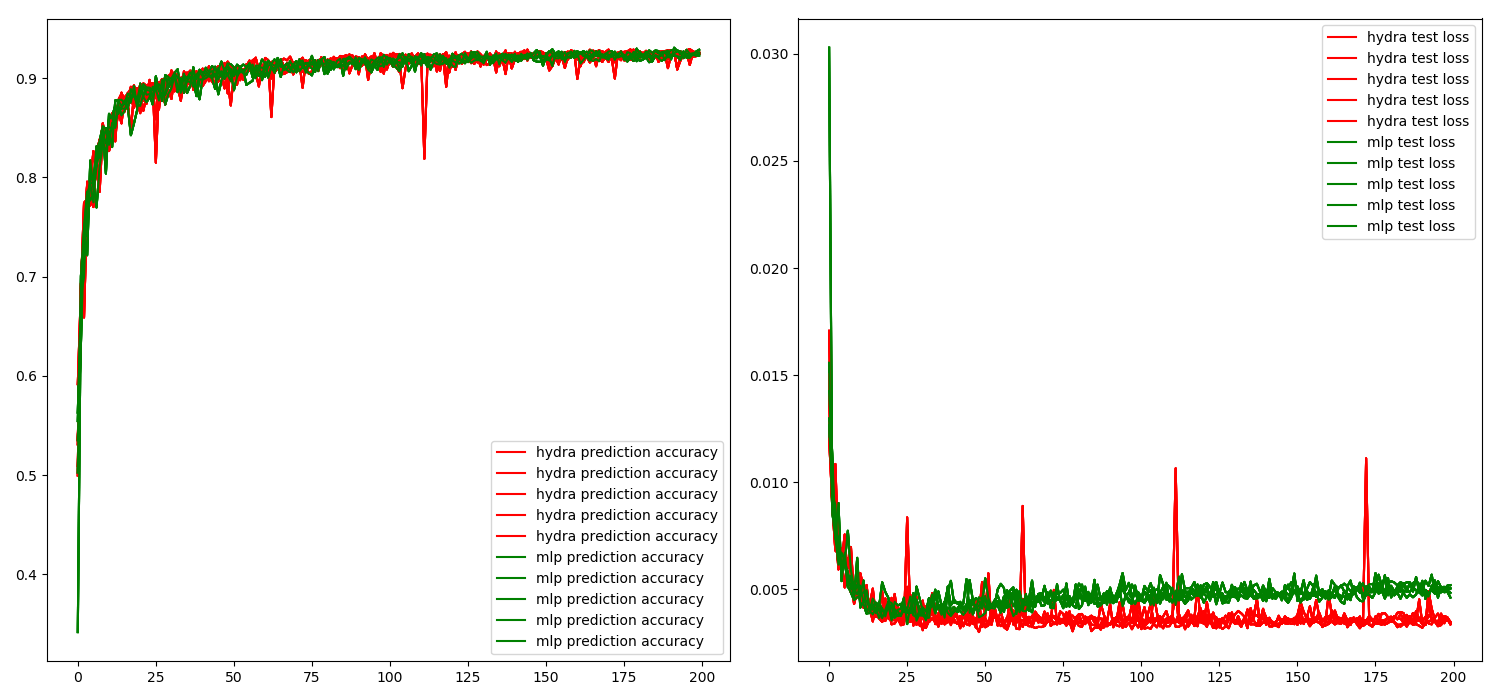 0.9
0.8
0.7
0.6
0.5
0.4
0
25
50
75
100
125
150
175
200
hydra prediction accuracy
hydra prediction accuracy
hydra prediction accuracy
hydra prediction accuracy
hydra prediction accuracy
mlp prediction accuracy
mlp prediction accuracy
mlp prediction accuracy
mlp prediction accuracy
mlp prediction accuracy
0.030
0.025
0.020
0.015
0.010
0.005
0
25
50
75
100
125
150
175
200
hydra test loss
hydra test loss
hydra test loss
hydra test loss
hydra test loss
mlp test loss
mlp test loss
mlp test loss
mlp test loss
mlp test loss